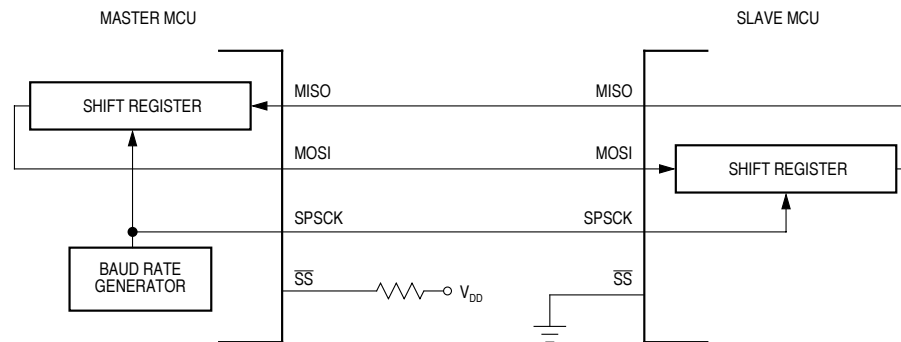 MASTER MCU
SLAVE MCU
SHIFT REGISTER
MISO
MISO
MOSI
MOSI
SHIFT REGISTER
SPSCK
SPSCK
BAUD RATE
GENERATOR
SS
VDD
SS